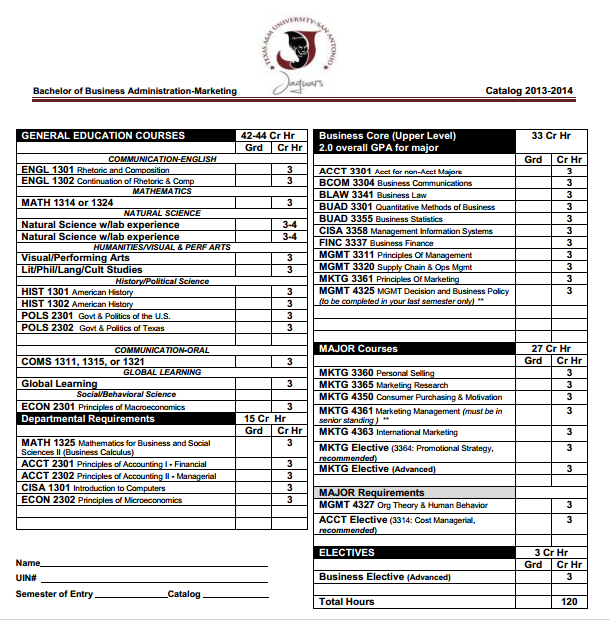 TEXAS A&M UNIVERSITY-SAN ANTONIO
Jaguars
Bachelor of Business Administration-Marketing Catalog 2013-2014
GENERAL EDUCATION COURSES 42-44 Cr Hr
Grd Cr Hr
COMMUNICATION-ENGLISH
ENGL 1301 Rhetoric and Composition 3
ENGL 1302 Continuation of Rhetoric & Comp 3
MATHEMATICS
MATH 1314 or 1324 3
NATURAL SCIENCE
Natural Science w/lab experience 3-4
Natural Science w/lab experience 3-4
HUMANITIES/VISUAL & PERF ARTS
Visual/Performing Arts 3
Lit/Phil/Lang/Cult Studies 3
History/Political Science
HIST 1301 American History 3
HIST 1302 American History 3
POLS 2301 Govt & Politics of the U.S. 3
POLS 2302 Govt & Politics of Texas 3
COMMUNICATION-ORAL
COMS 1311, 1315, or 1321 3
GLOBAL LEARNING
Global Learning 3
Social/Behavioral Science
ECON 2301 Principles of Macroeconomics 3
Departmental Requirements 15 Cr Hr
Grd Cr Hr
MATH 1325 Mathematics for Business and Social 3
Sciences II (Business Calculus)
ACCT 2301 Principles of Accounting I - Financial 3
ACCT 2302 Principles of Accounting II - Managerial 3
CISA 1301 Introduction to Computers 3
ECON 2302 Principles of Microeconomics 3
Name
UIN#
Semester of Entry Catalog
Business Core (Upper Level) 33 Cr Hr
2.0 overall GPA for major
Grd Cr Hr
ACCT 3301 Acct for non-Acct Majors 3
BCOM 3304 Business Communications 3
BLAW 3341 Business Law 3
BUAD 3301 Quantitative Methods of Business 3
BUAD 3355 Business Statistics 3
CISA 3358 Management Information Systems 3
FINC 3337 Business Finance 3
MGMT 3311 Principles Of Management 3
MGMT 3320 Supply Chain & Ops Mgmt 3
MKTG 3361 Principles Of Marketing 3
MGMT 4325 MGMT Decision and Business Policy 3
(to be completed in your last semester only) **
MAJOR Courses 27 Cr Hr
Grd Cr Hr
MKTG 3360 Personal Selling 3
MKTG 3365 Marketing Research 3
MKTG 4350 Consumer Purchasing & Motivation 3
MKTG 4361 Marketing Management (must be in 3
senior standing ) **
MKTG 4363 International Marketing 3
MKTG Elective (3364: Promotional Strategy, 3
recommended)
MKTG Elective (Advanced) 3
MAJOR Requirements
MGMT 4327 Org Theory & Human Behavior 3
ACCT Elective (3314: Cost Managerial, 3
recommended)
ELECTIVES 3 Cr Hr
Grd Cr Hr
Business Elective (Advanced) 3
Total Hours 120